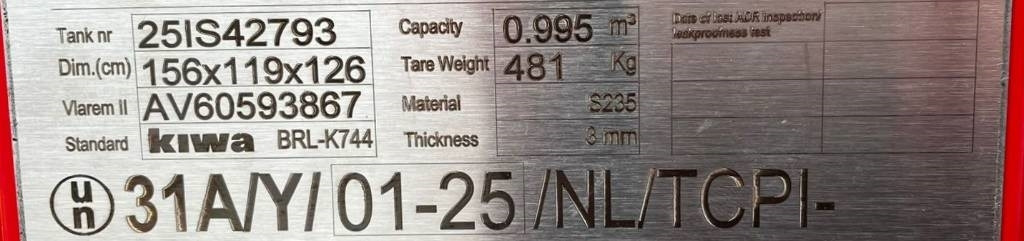 Tank nr 25IS42793 Capacity 0.995 m³ Date of last ADR inspection/
leakproofness test
Dim.(cm) 156x119x126 Tare Weight 481 Kg
Vlarem II AV60593867 Material S235
Standard kiwa BRL-K744 Thickness 3 mm
un 31A/Y/ 01-25 /NL/TCPI-